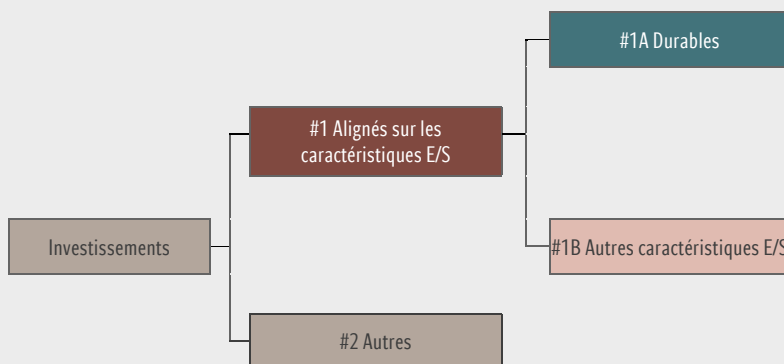 #1A Durables
#1 Alignés sur les
caractéristiques E/S
Investissements
#1B Autres caractéristiques E/S
#2 Autres